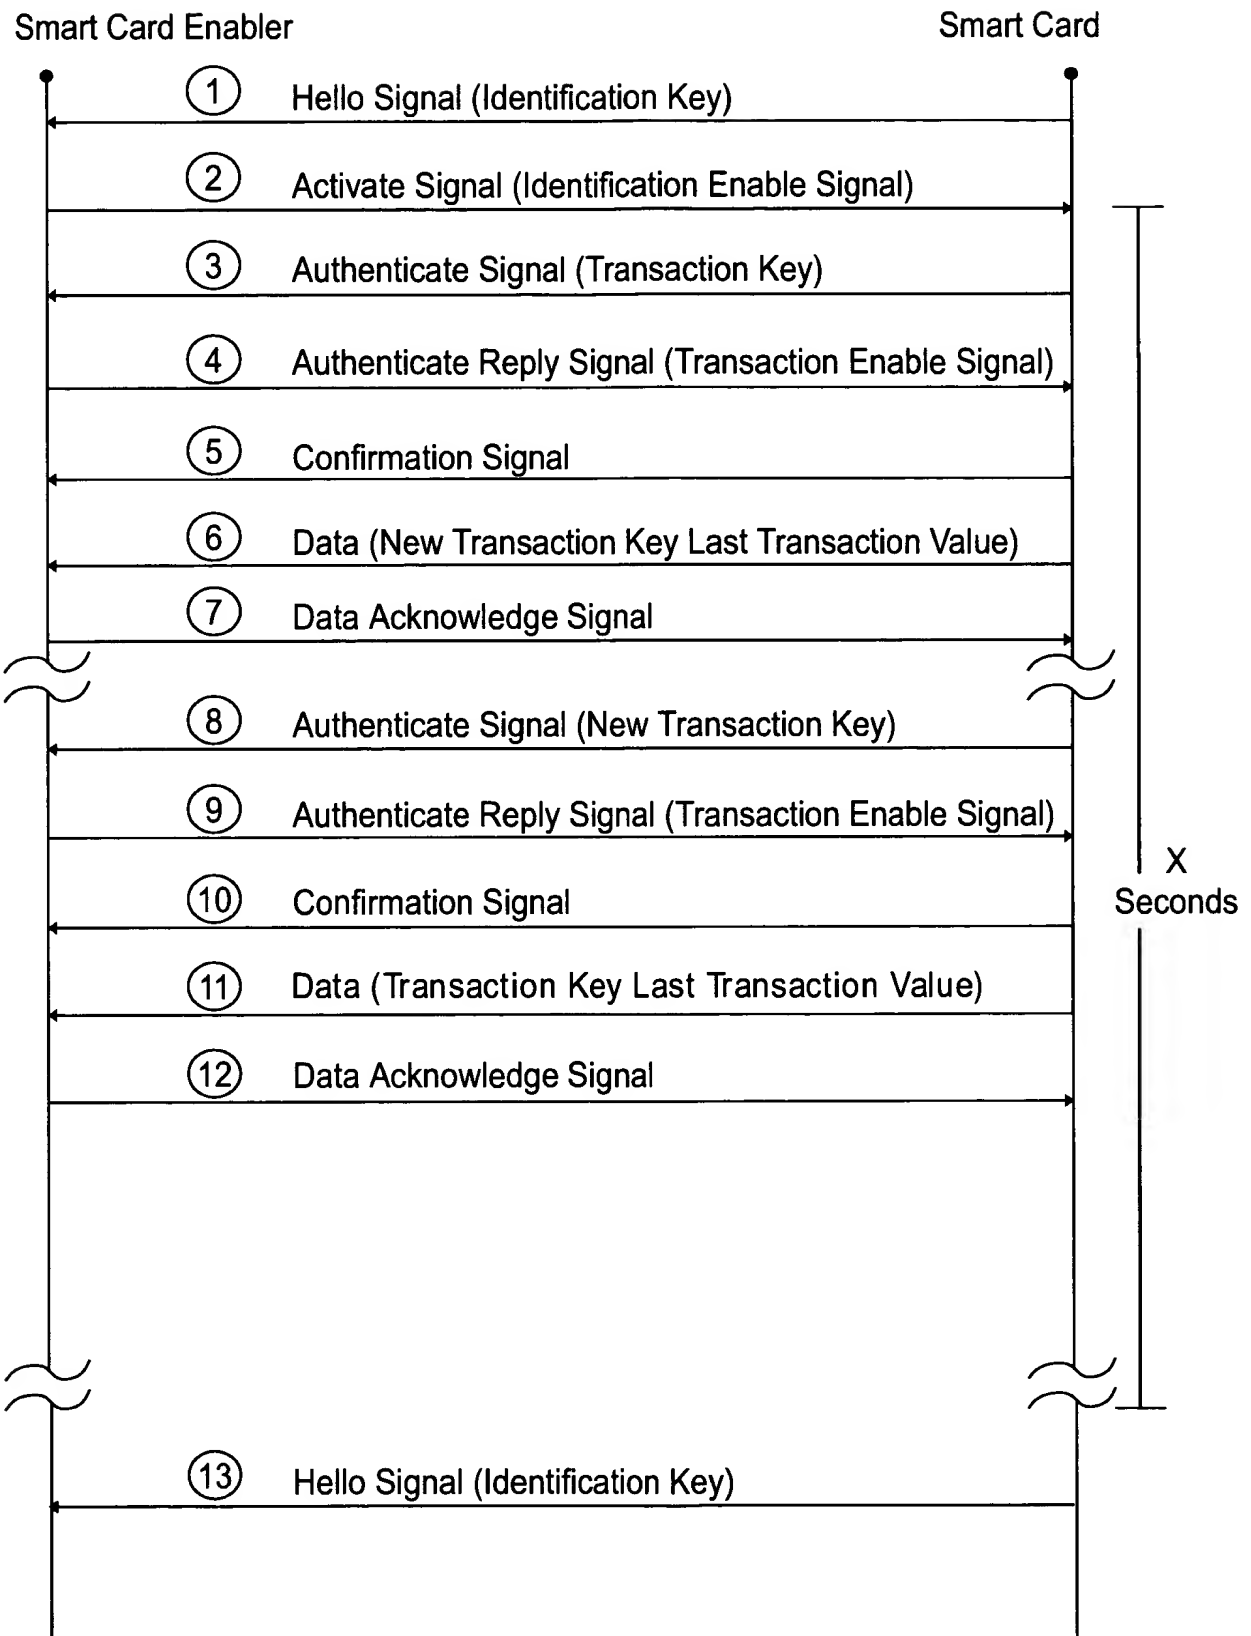 Smart Card Enabler
Smart Card
1 Hello Signal (Identification Key)
2 Activate Signal (Identification Enable Signal)
3 Authenticate Signal (Transaction Key)
4 Authenticate Reply Signal (Transaction Enable Signal)
5 Confirmation Signal
6 Data (New Transaction Key Last Transaction Value)
7 Data Acknowledge Signal
8 Authenticate Signal (New Transaction Key)
9 Authenticate Reply Signal (Transaction Enable Signal)
X
Seconds
10 Confirmation Signal
11 Data (Transaction Key Last Transaction Value)
12 Data Acknowledge Signal
13 Hello Signal (Identification Key)